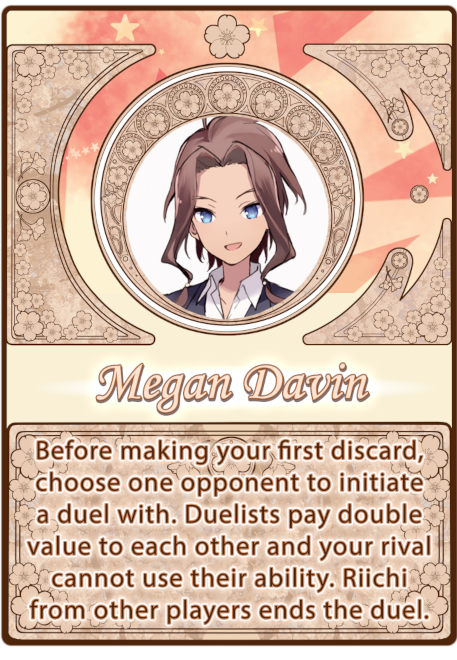 Megan Davin
Before making your first discard,
choose one opponent to initiate
a duel with. Duelists pay double
value to each other and your rival
cannot use their ability. Riichi
from other players ends the duel.